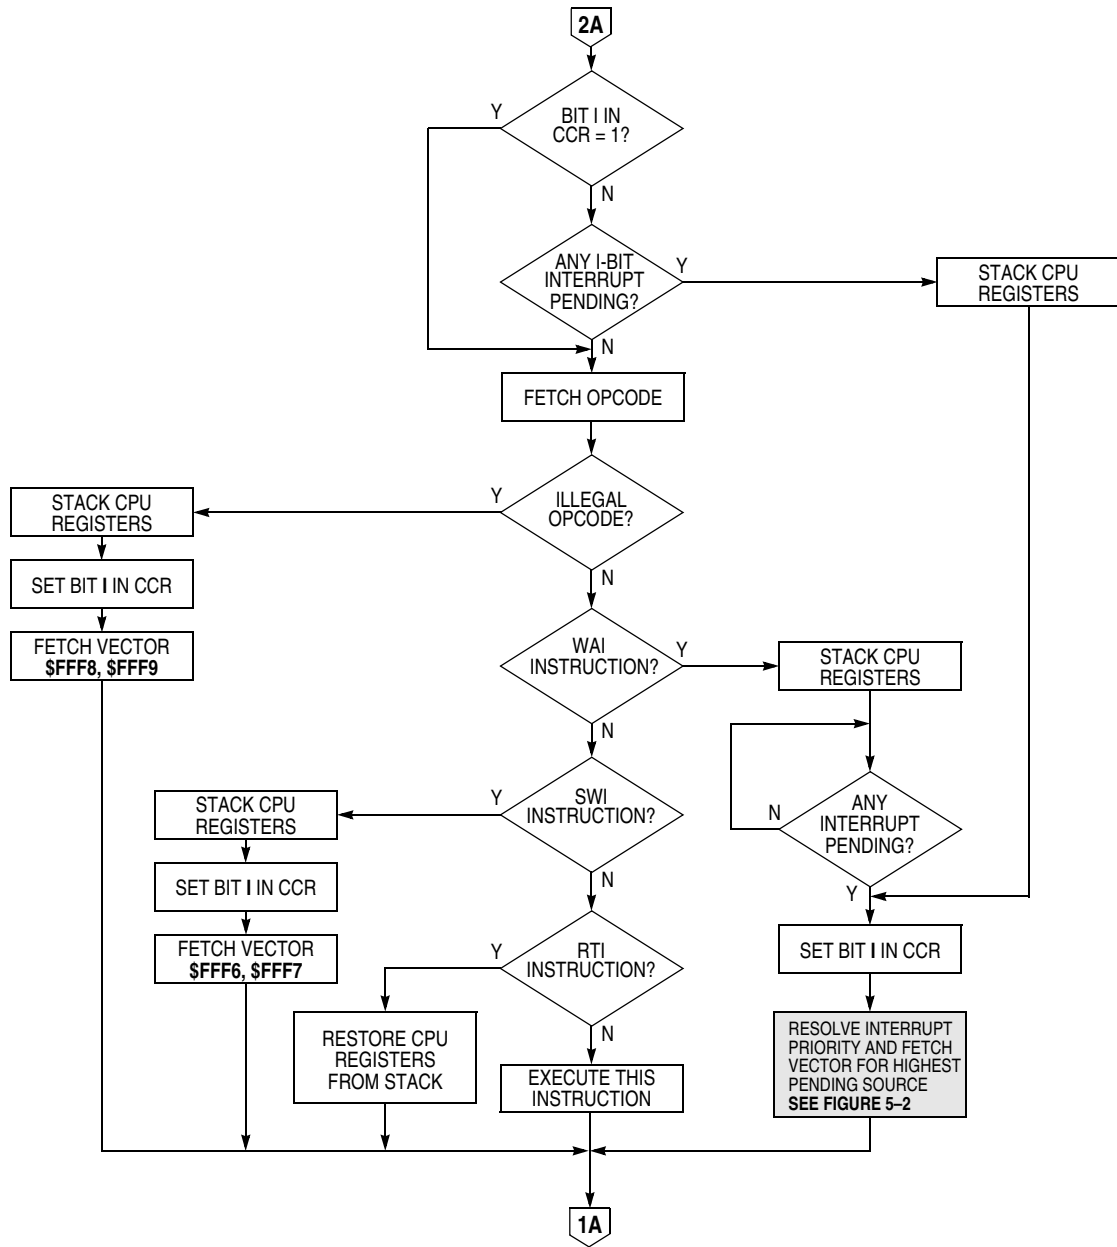 2A
Y
BIT I IN
CCR = 1?
N
ANY I-BIT
INTERRUPT
PENDING?
Y
STACK CPU
REGISTERS
N
FETCH OPCODE
STACK CPU
REGISTERS
Y
ILLEGAL
OPCODE?
SET BIT I IN CCR
N
FETCH VECTOR
$FFF8, $FFF9
WAI
INSTRUCTION?
Y
STACK CPU
REGISTERS
N
STACK CPU
REGISTERS
Y
SWI
INSTRUCTION?
N
ANY
INTERRUPT
PENDING?
SET BIT I IN CCR
N
Y
FETCH VECTOR
$FFF6, $FFF7
Y
RTI
INSTRUCTION?
SET BIT I IN CCR
RESTORE CPU
REGISTERS
FROM STACK
N
EXECUTE THIS
INSTRUCTION
RESOLVE INTERRUPT
PRIORITY AND FETCH
VECTOR FOR HIGHEST
PENDING SOURCE
SEE FIGURE 5–2
1A